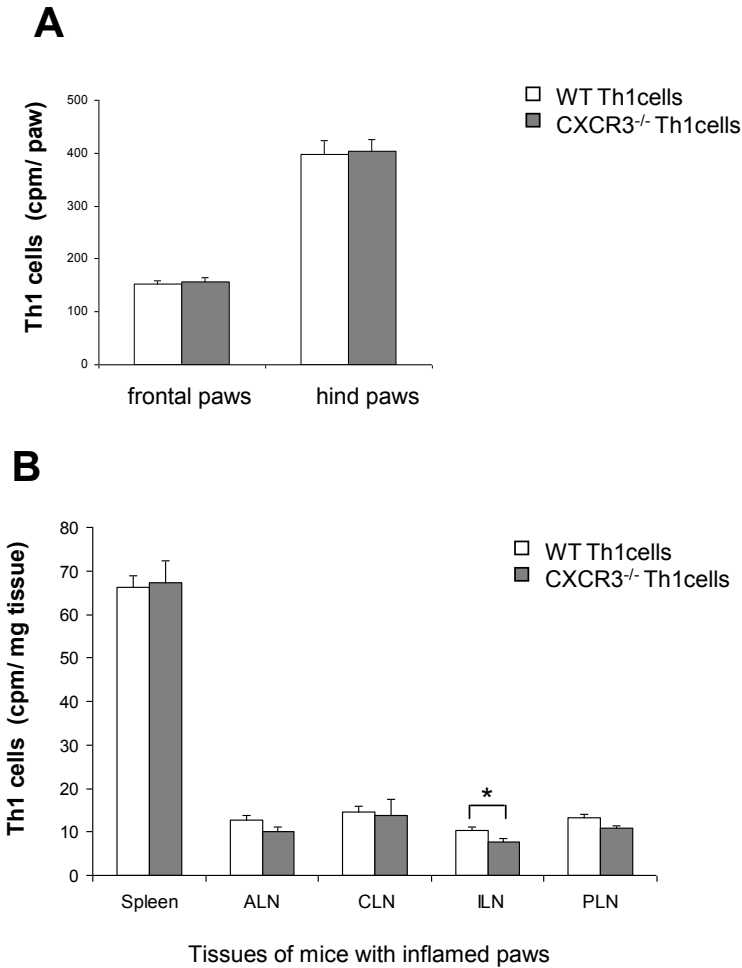 A
Th1 cells (cpm/ paw)
500
400
300
200
100
0
frontal paws hind paws
WT Th1cells
CXCR3-/- Th1cells
B
Th1 cells (cpm/ mg tissue)
80
70
60
50
40
30
20
10
0
*
Spleen ALN CLN ILN PLN
WT Th1cells
CXCR3-/- Th1cells
Tissues of mice with inflamed paws